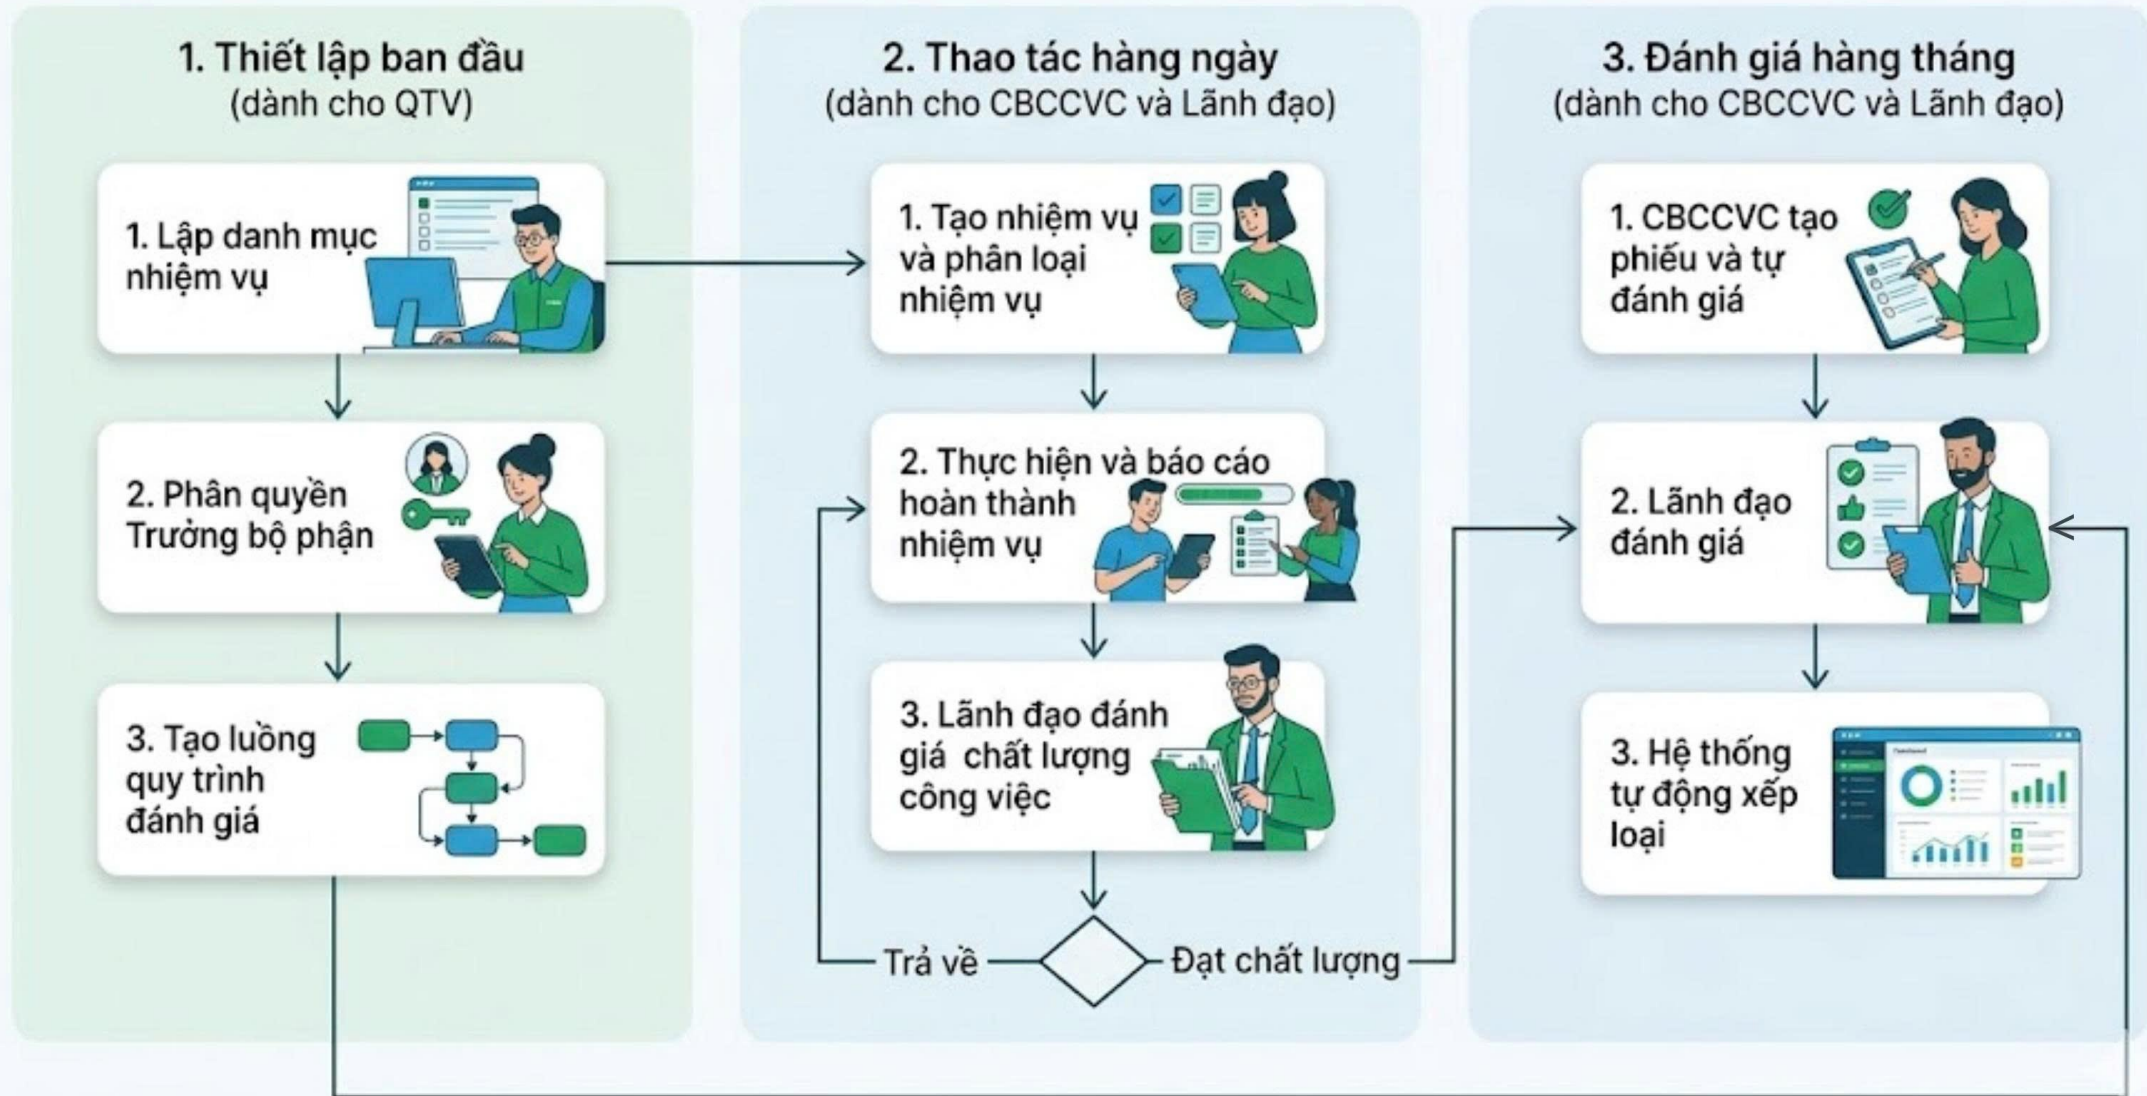 1. Thiết lập ban đầu
(dành cho QTV)
1. Lập danh mục
nhiệm vụ
2. Phân quyền
Trưởng bộ phận
3. Tạo luồng
quy trình
đánh giá
2. Thao tác hàng ngày
(dành cho CBCCVC và Lãnh đạo)
1. Tạo nhiệm vụ
và phân loại
nhiệm vụ
2. Thực hiện và báo cáo
hoàn thành
nhiệm vụ
3. Lãnh đạo đánh
giá chất lượng
công việc
Trả về
Đạt chất lượng
3. Đánh giá hàng tháng
(dành cho CBCCVC và Lãnh đạo)
1. CBCCVC tạo
phiếu và tự
đánh giá
2. Lãnh đạo
đánh giá
3. Hệ thống
tự động xếp
loại